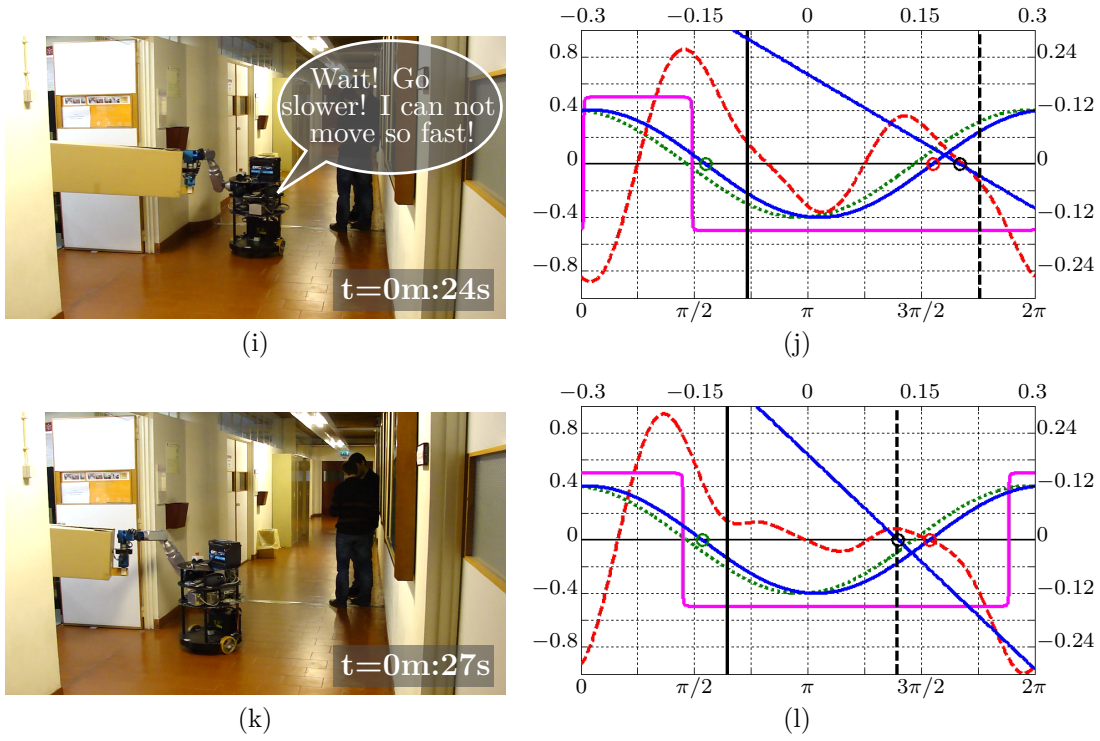 Wait! Go
slower! I can not
move so fast!
t=0m:24s
(i)
−0.3 −0.15 0 0.15 0.3
0.8 0.24
0.4 −0.12
0 0
−0.4 −0.12
−0.8 −0.24
0 π/2 π 3π/2 2π
(j)
t=0m:27s
(k)
−0.3 −0.15 0 0.15 0.3
0.8 0.24
0.4 −0.12
0 0
−0.4 −0.12
−0.8 −0.24
0 π/2 π 3π/2 2π
(l)